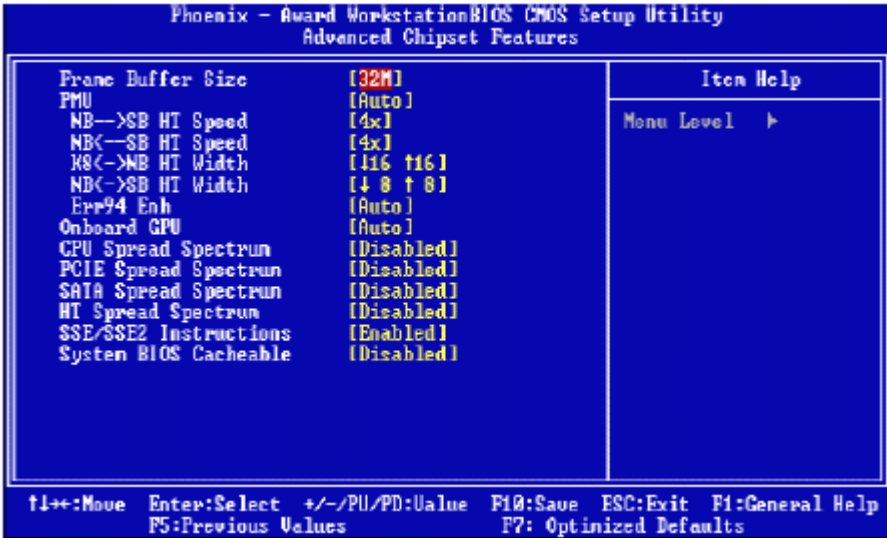 Phoenix - Award WorkstationBIOS CMOS Setup Utility
Advanced Chipset Features
Frame Buffer Size [32M]
PMU [Auto]
NB-->SB HT Speed [4x]
NB<--SB HT Speed [4x]
K8<->NB HT Width [↓16 ↑16]
NB<->SB HT Width [↓ 8 ↑ 8]
Err94 Enh [Auto]
Onboard GPU [Auto]
CPU Spread Spectrum [Disabled]
PCIE Spread Spectrum [Disabled]
SATA Spread Spectrum [Disabled]
HT Spread Spectrum [Disabled]
SSE/SSE2 Instructions [Enabled]
System BIOS Cacheable [Disabled]
Item Help
Menu Level ▶
↑↓→←:Move Enter:Select +/-/PU/PD:Value F10:Save ESC:Exit F1:General Help
F5:Previous Values F7: Optimized Defaults